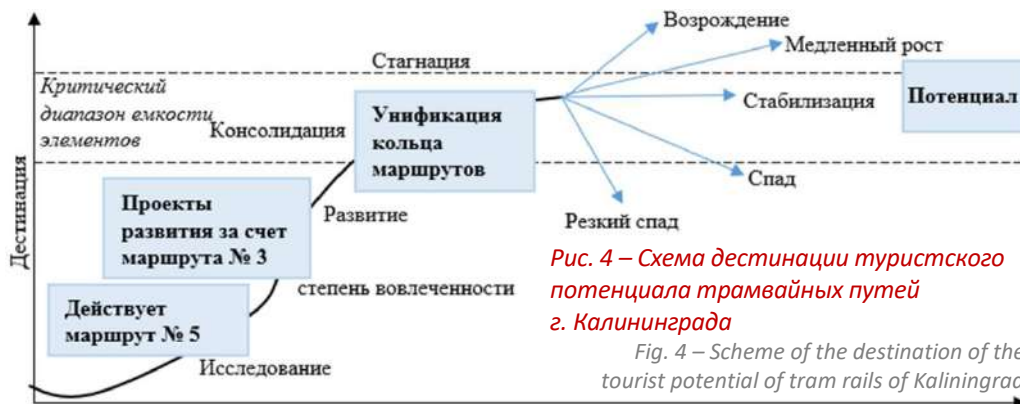 Возрождение
Медленный рост
Стагнация
Критический
диапазон емкости
элементов
Консолидация
Унификация
кольца
маршрутов
Стабилизация
Потенциал
Спад
Резкий спад
Проекты
развития за счет
маршрута № 3
Развитие
степень вовлеченности
Действует
маршрут № 5
Исследование
Дестинация
Рис. 4 – Схема дестинации туристского
потенциала трамвайных путей
г. Калининграда
Fig. 4 – Scheme of the destination of the
tourist potential of tram rails of Kaliningrad